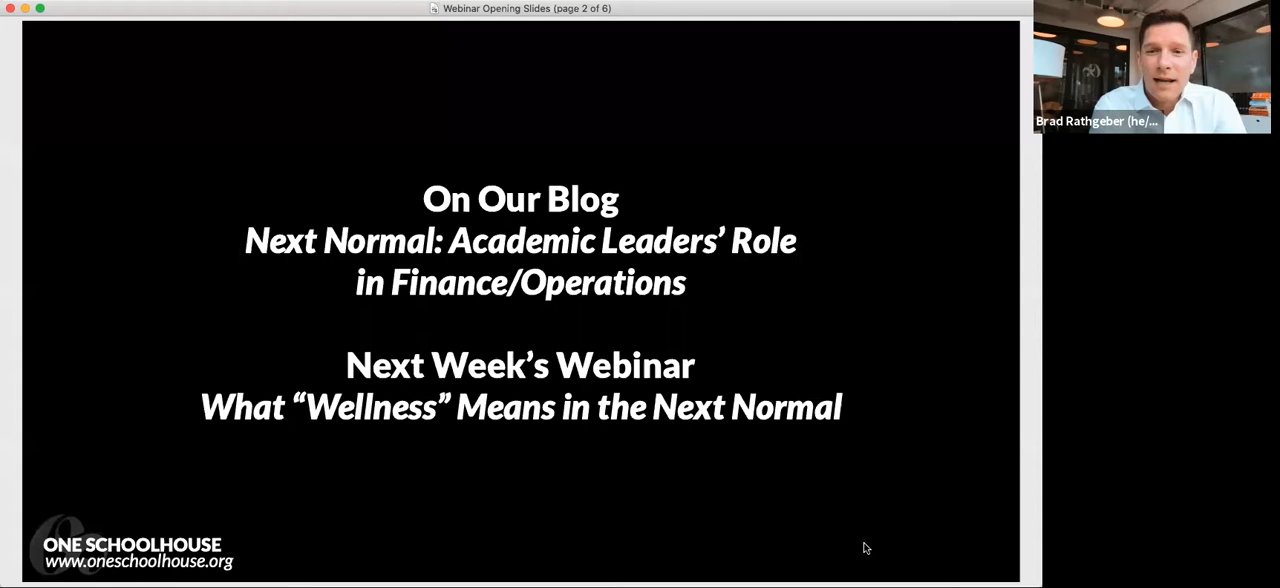 Webinar Opening Slides (page 2 of 6)
Brad Rathgeber (he/...
On Our Blog
Next Normal: Academic Leaders’ Role
in Finance/Operations
Next Week’s Webinar
What “Wellness” Means in the Next Normal
ONE SCHOOLHOUSE
www.oneschoolhouse.org